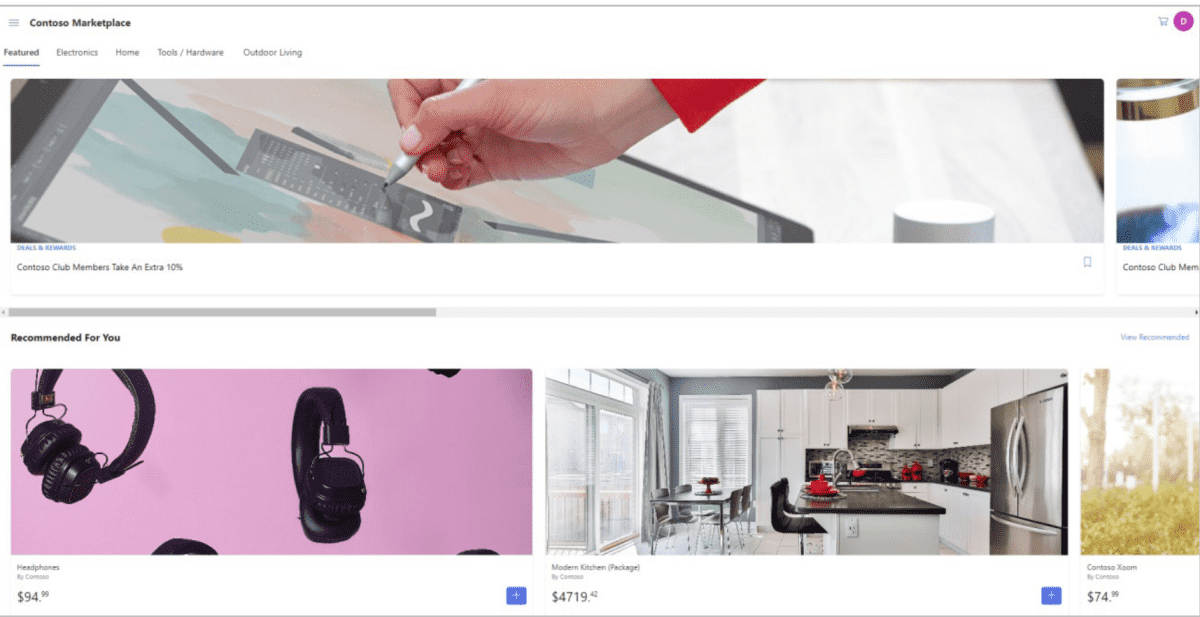 Contoso Marketplace
D
Featured Electronics Home Tools / Hardware Outdoor Living
DEALS & REWARDS
Contoso Club Members Take An Extra 10%
DEALS & REWARDS
Contoso Club Mem
Recommended For You
View Recommended
Headphones
By Contoso
$94.99
+
Modern Kitchen (Package)
By Contoso
$4719.42
+
Contoso Xoom
By Contoso
$74.99